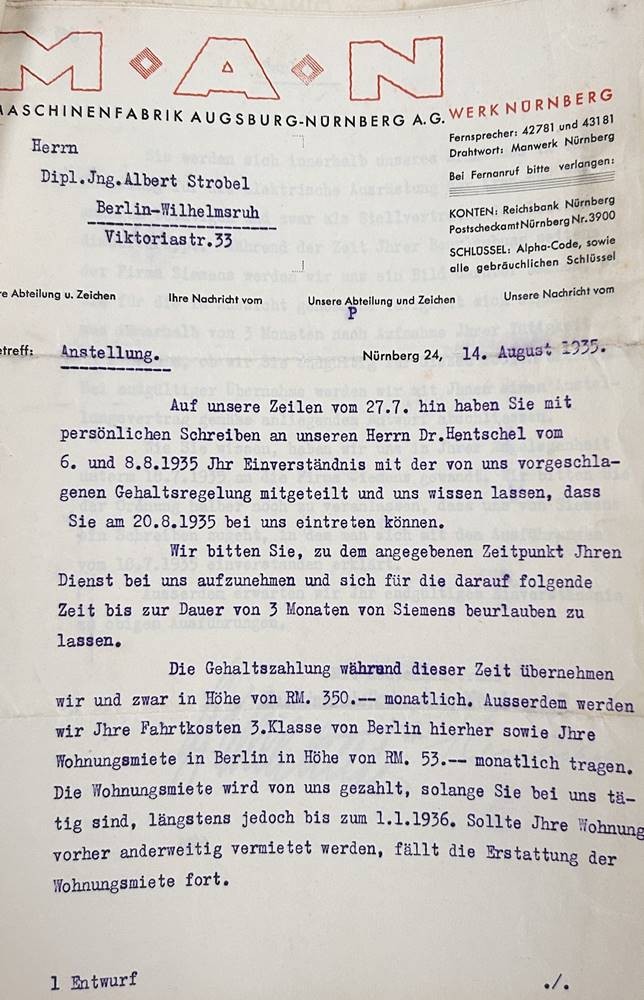 M A N
MASCHINENFABRIK AUGSBURG-NÜRNBERG A.G. WERK NÜRNBERG
Fernsprecher: 42781 und 43181
Drahtwort: Manwerk Nürnberg
Bei Fernanruf bitte verlangen:
KONTEN: Reichsbank Nürnberg
Postscheckamt Nürnberg Nr. 3900
SCHLÜSSEL: Alpha-Code, sowie
alle gebräuchlichen Schlüssel
Herrn
Dipl.Jng.Albert Strobel
Berlin-Wilhelmsruh
Viktoriastr.33
re Abteilung u. Zeichen Ihre Nachricht vom Unsere Abteilung und Zeichen Unsere Nachricht vom
P
etreff: Anstellung. Nürnberg 24, 14. August 1935.
Auf unsere Zeilen vom 27.7. hin haben Sie mit
persönlichen Schreiben an unseren Herrn Dr.Hentschel vom
6. und 8.8.1935 Jhr Einverständnis mit der von uns vorgeschla-
genen Gehaltsregelung mitgeteilt und uns wissen lassen, dass
Sie am 20.8.1935 bei uns eintreten können.
Wir bitten Sie, zu dem angegebenen Zeitpunkt Jhren
Dienst bei uns aufzunehmen und sich für die darauf folgende
Zeit bis zur Dauer von 3 Monaten von Siemens beurlauben zu
lassen.
Die Gehaltszahlung während dieser Zeit übernehmen
wir und zwar in Höhe von RM. 350.-- monatlich. Ausserdem werden
wir Jhre Fahrtkosten 3.Klasse von Berlin hierher sowie Jhre
Wohnungsmiete in Berlin in Höhe von RM. 53.-- monatlich tragen.
Die Wohnungsmiete wird von uns gezahlt, solange Sie bei uns tä-
tig sind, längstens jedoch bis zum 1.1.1936. Sollte Jhre Wohnung
vorher anderweitig vermietet werden, fällt die Erstattung der
Wohnungsmiete fort.
1 Entwurf ./.